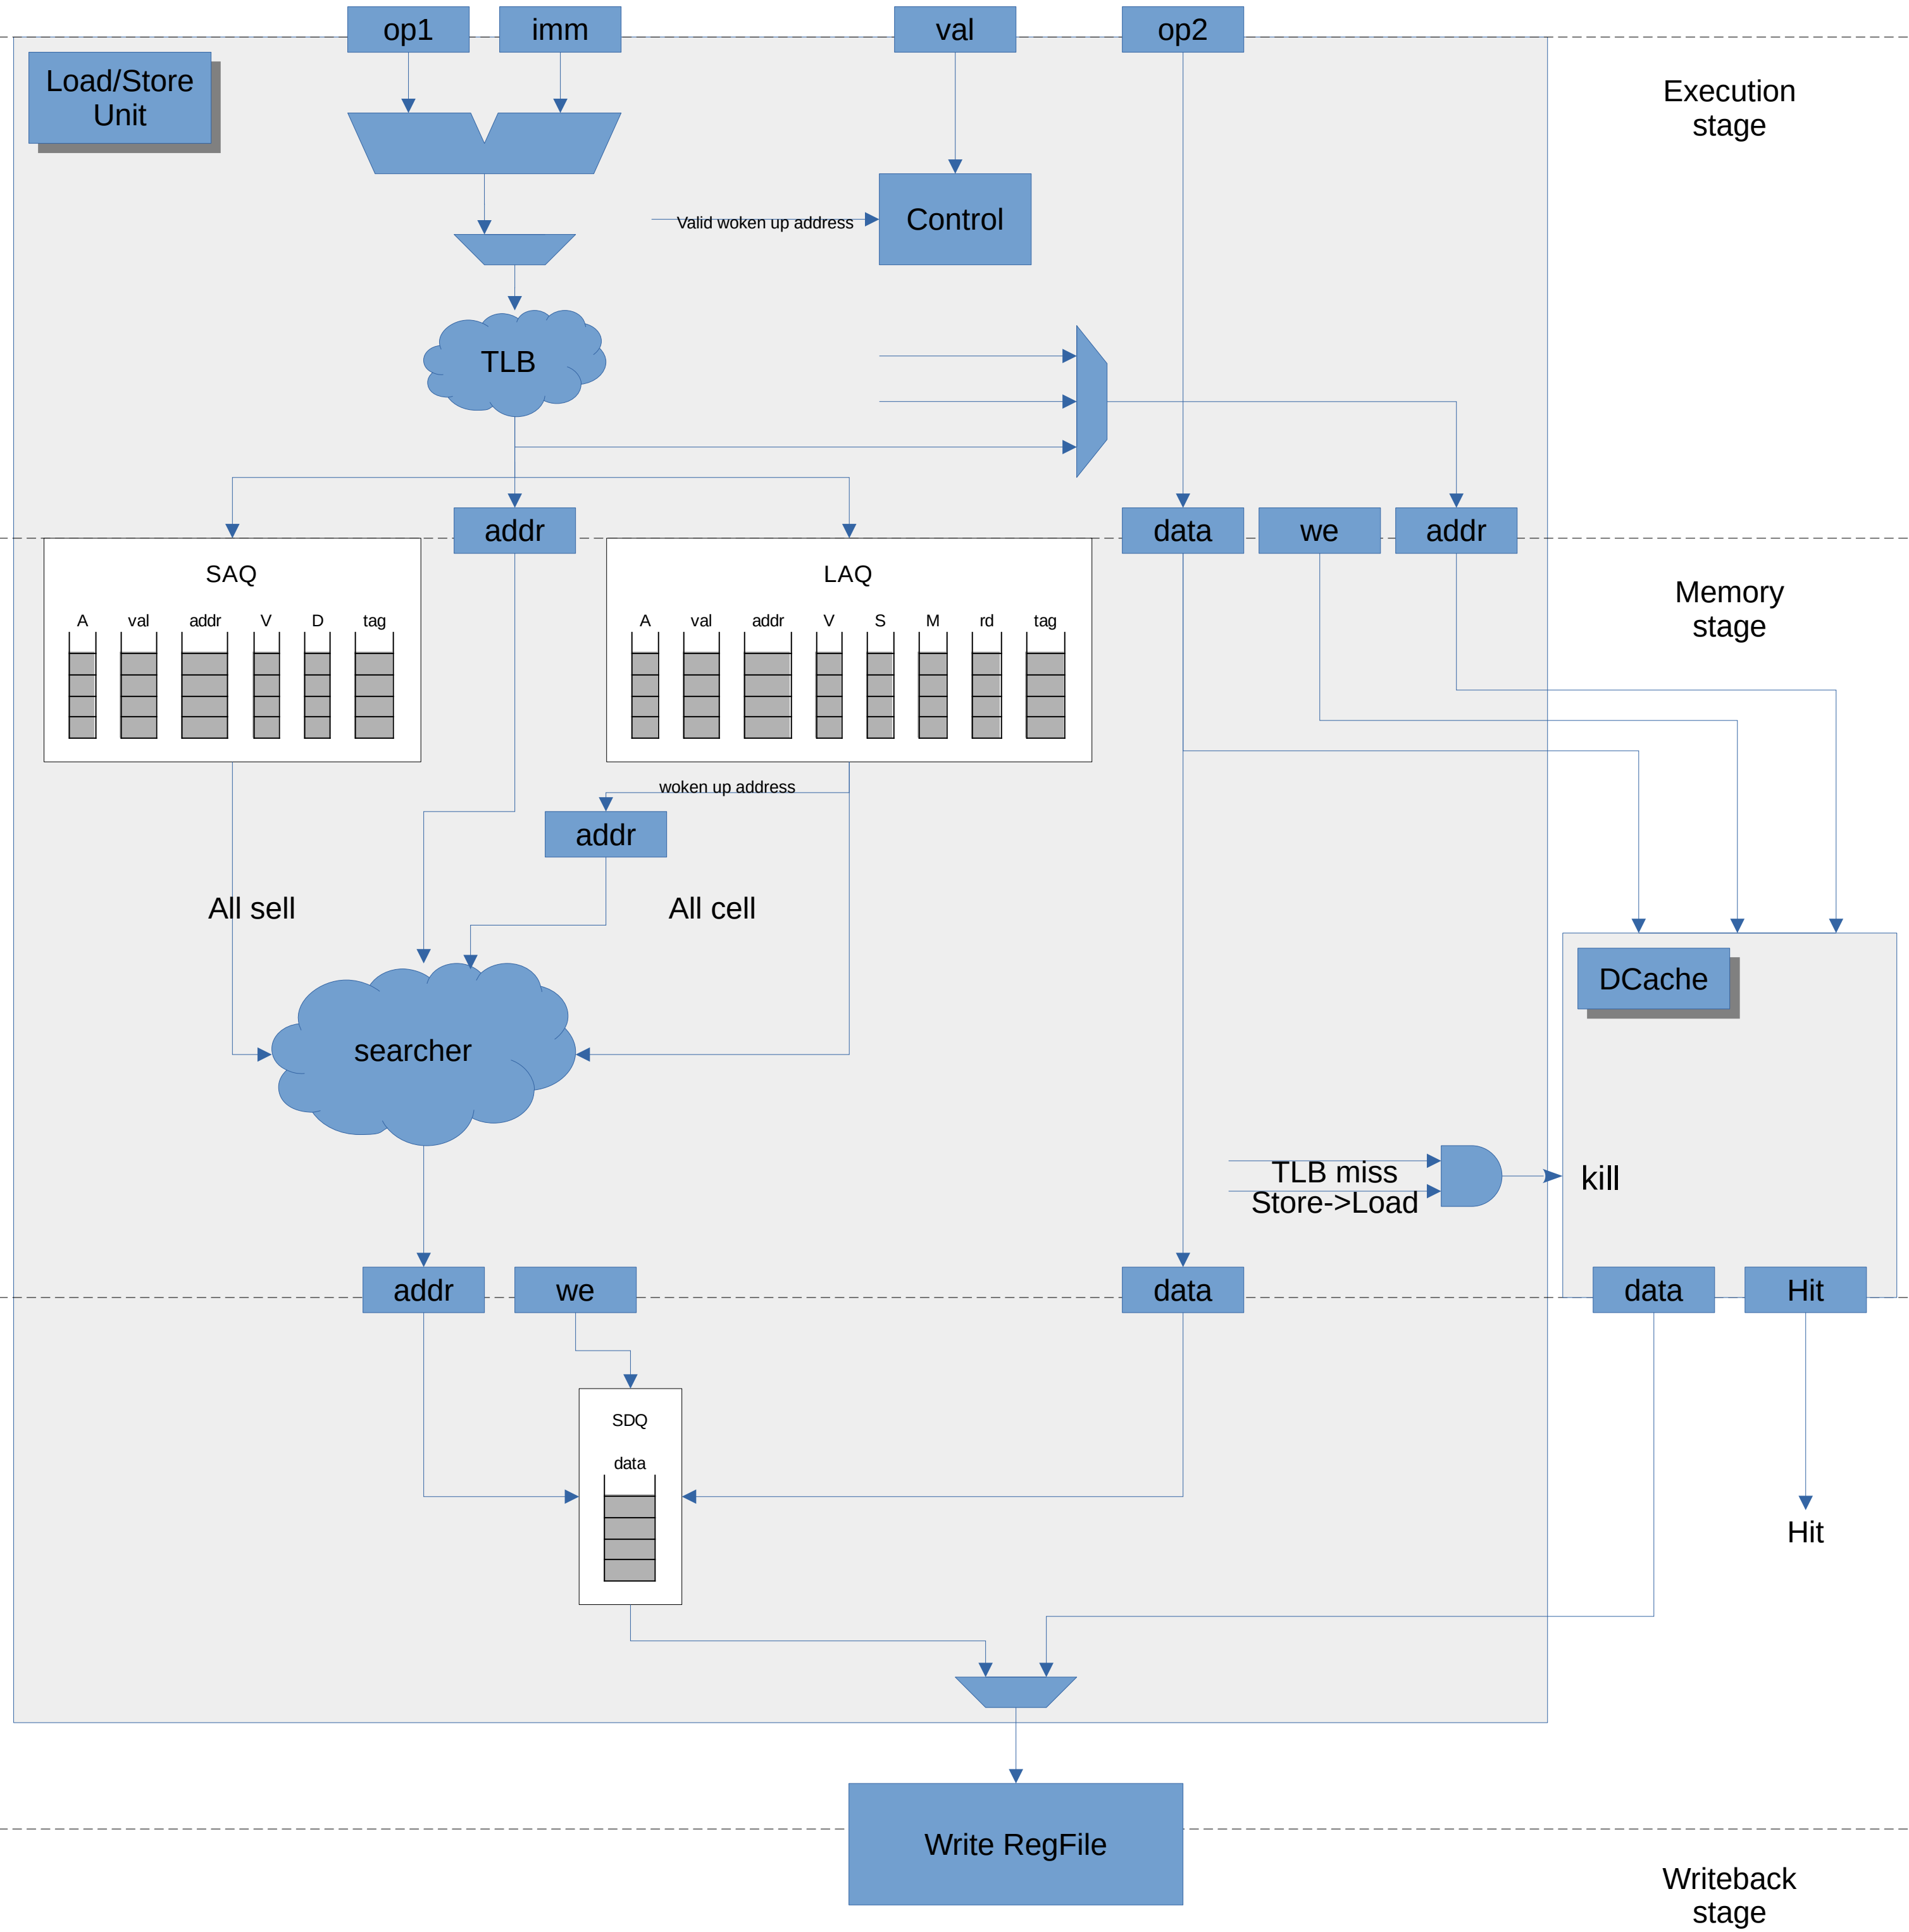 op1
imm
val
op2
Load/Store
Unit
Execution
stage
Valid woken up address
Control
TLB
addr
data
we
addr
SAQ
A val addr V D tag
LAQ
A val addr V S M rd tag
Memory
stage
woken up address
addr
All sell
All cell
searcher
DCache
TLB miss
Store->Load
kill
addr
we
data
data
Hit
SDQ
data
Hit
Write RegFile
Writeback
stage